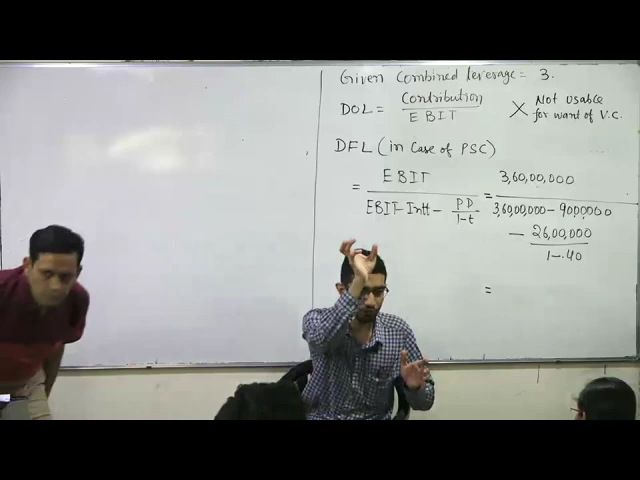 Given Combined leverage = 3.
DOL = Contribution / EBIT X Not usable for want of V.C.
DFL (in case of PSC)
= EBIT / EBIT - Intt - PD / 1-t = 3,60,00,000 / 3,60,00,000 - 90,00,000 - 26,00,000 / 1-.40
=